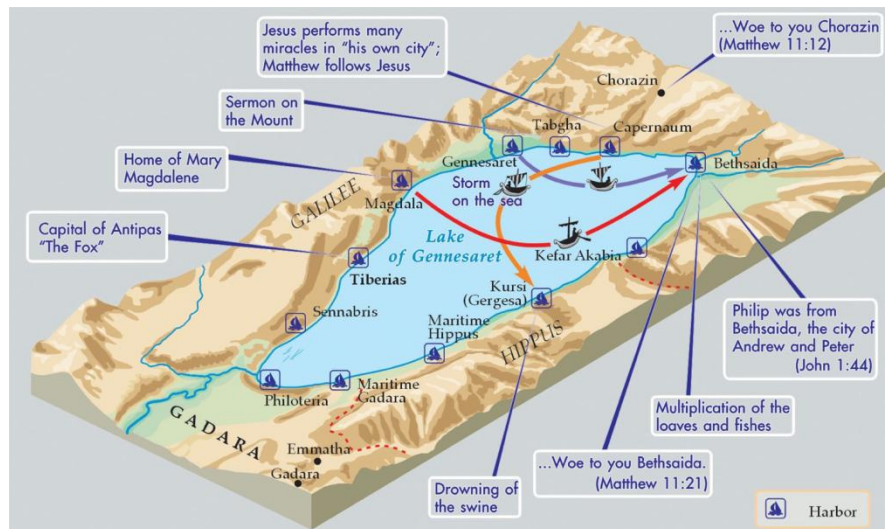 Jesus performs many
miracles in “his own city”;
Matthew follows Jesus
...Woe to you Chorazin
(Matthew 11:12)
Chorazin
Sermon on
the Mount
Tabgha
Capernaum
Gennesaret
Bethsaida
Home of Mary
Magdalene
Storm
on the sea
GALILEE
Magdala
Capital of Antipas
“The Fox”
Lake
of Gennesaret
Kefar Akabia
Tiberias
Kursi
(Gergesa)
Sennabris
Maritime
Hippus
HIPPUS
Philip was from
Bethsaida, the city of
Andrew and Peter
(John 1:44)
Philoteria
Maritime
Gadara
GADARA
Multiplication of the
loaves and fishes
Emmatha
Gadara
...Woe to you Bethsaida.
(Matthew 11:21)
Drowning of
the swine
Harbor